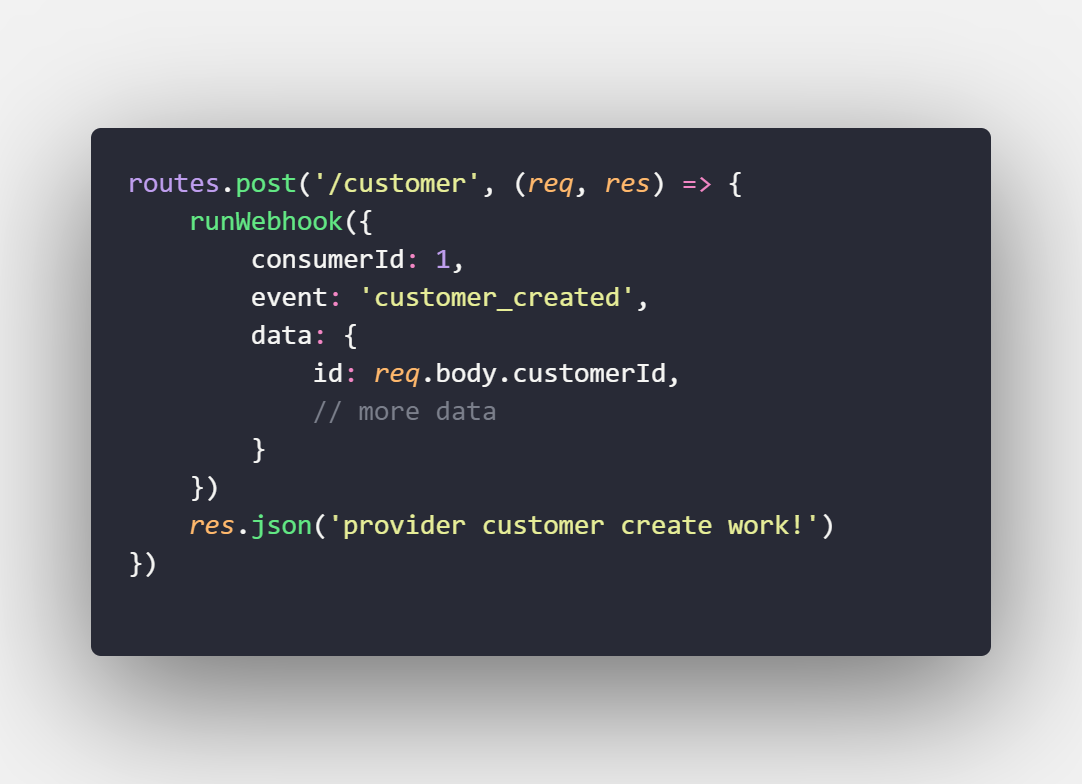 routes.post('/customer', (req, res) => {
    runWebhook({
        consumerId: 1,
        event: 'customer_created',
        data: {
            id: req.body.customerId,
            // more data
        }
    })
    res.json('provider customer create work!')
})